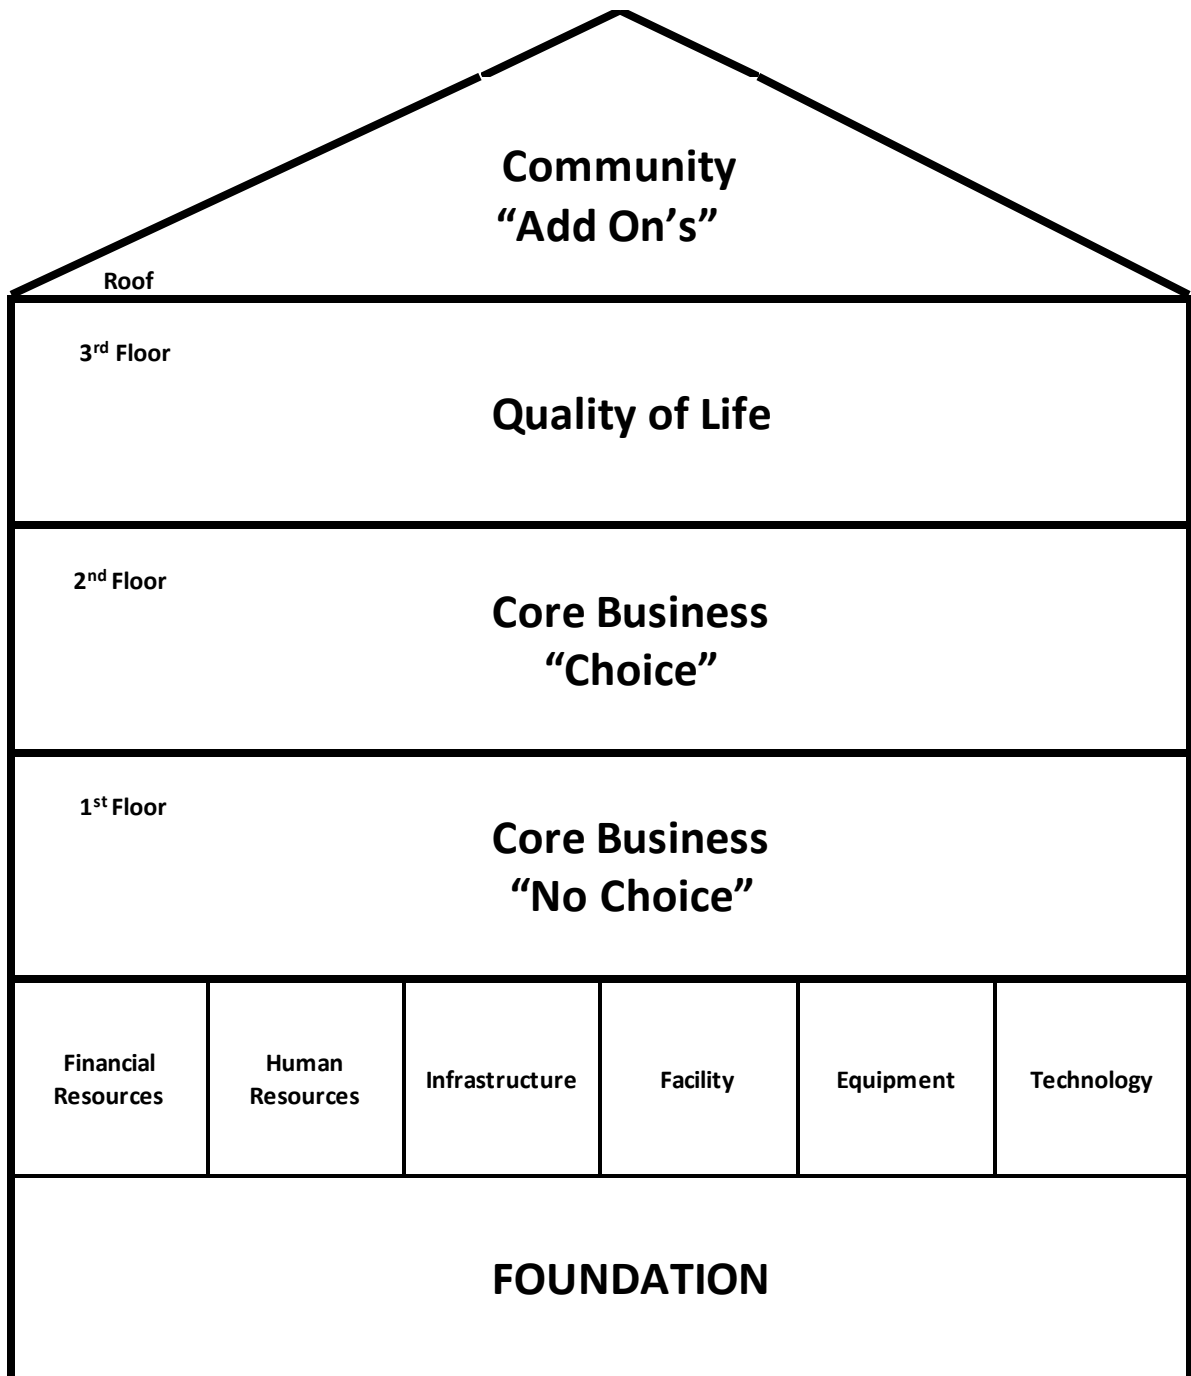 Community
“Add On’s”
Roof
3rd Floor
Quality of Life
2nd Floor
Core Business
“Choice”
1st Floor
Core Business
“No Choice”
Financial
Resources
Human
Resources
Infrastructure
Facility
Equipment
Technology
FOUNDATION